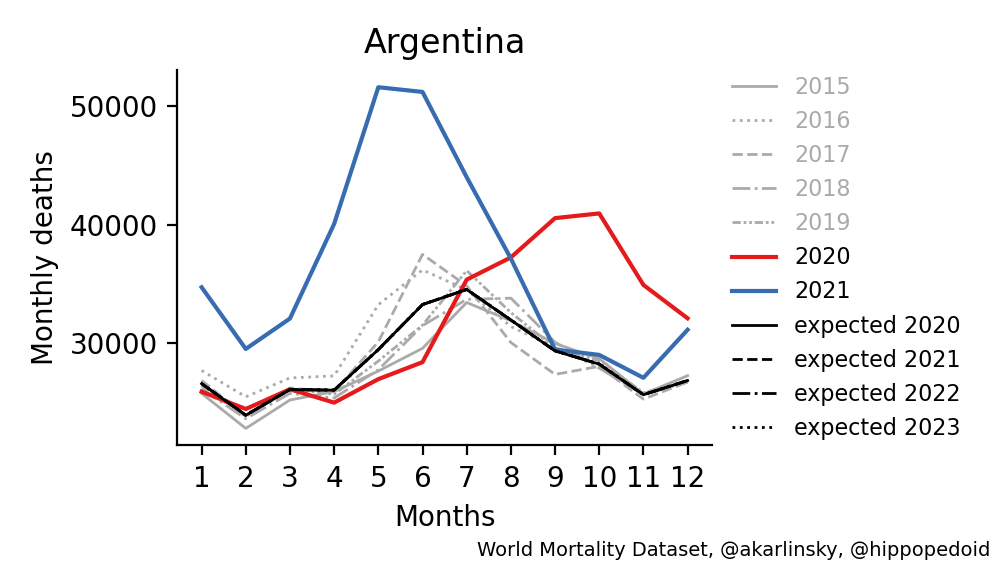 Argentina
Monthly deaths
50000
40000
30000
1 2 3 4 5 6 7 8 9 10 11 12
Months
2015
2016
2017
2018
2019
2020
2021
expected 2020
expected 2021
expected 2022
expected 2023
World Mortality Dataset, @akarlinsky, @hippopedoid